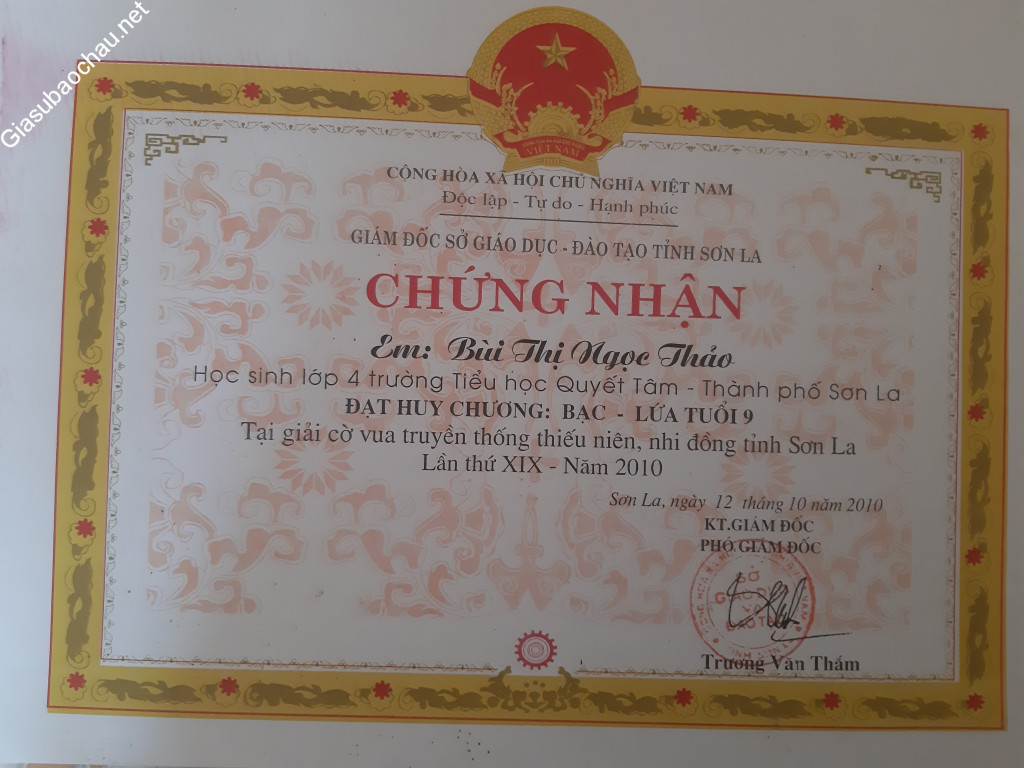 Giasubaochau.net
VIỆT NAM
CỘNG HÒA XÃ HỘI CHỦ NGHĨA VIỆT NAM
Độc lập - Tự do - Hạnh phúc
GIÁM ĐỐC SỞ GIÁO DỤC - ĐÀO TẠO TỈNH SƠN LA
CHỨNG NHẬN
Em: Bùi Thị Ngọc Thảo
Học sinh lớp 4 trường Tiểu học Quyết Tâm - Thành phố Sơn La
ĐẠT HUY CHƯƠNG: BẠC - LỨA TUỔI 9
Tại giải cờ vua truyền thống thiếu niên, nhi đồng tỉnh Sơn La
Lần thứ XIX - Năm 2010
Sơn La, ngày 12 tháng 10 năm 2010
KT.GIÁM ĐỐC
PHÓ GIÁM ĐỐC
SỞ
Trương Văn Thắm